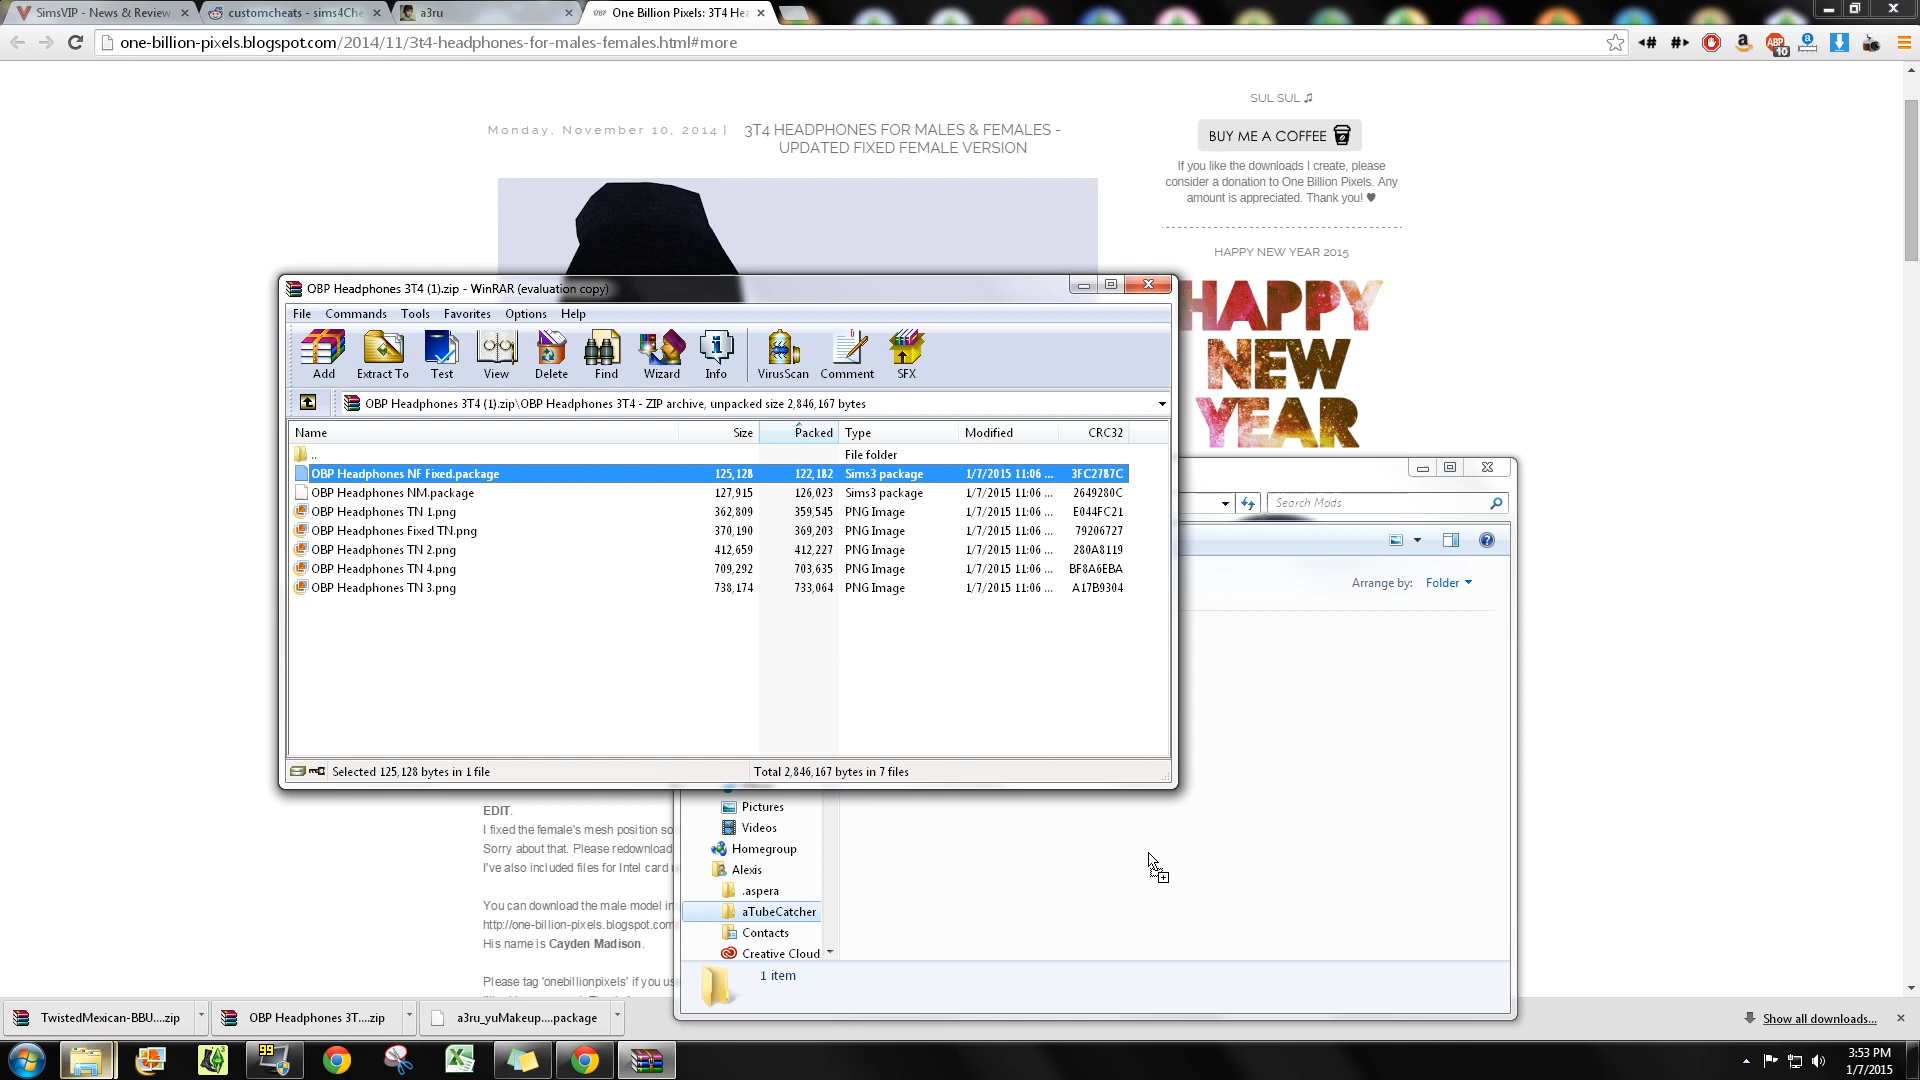 SimsVIP - News & Review
customcheats - sims4Che
a3ru
One Billion Pixels: 3T4 Hea
one-billion-pixels.blogspot.com/2014/11/3t4-headphones-for-males-females.html#more
ABP
10
Monday, November 10, 2014 |
3T4 HEADPHONES FOR MALES & FEMALES -
UPDATED FIXED FEMALE VERSION
SUL SUL ♫
BUY ME A COFFEE
If you like the downloads I create, please
consider a donation to One Billion Pixels. Any
amount is appreciated. Thank you! ♥
HAPPY NEW YEAR 2015
HAPPY
NEW
YEAR
OBP Headphones 3T4 (1).zip - WinRAR (evaluation copy)
File Commands Tools Favorites Options Help
Add Extract To Test View Delete Find Wizard Info VirusScan Comment SFX
OBP Headphones 3T4 (1).zip\OBP Headphones 3T4 - ZIP archive, unpacked size 2,846,167 bytes
Name Size Packed Type Modified CRC32
.. File folder
OBP Headphones NF Fixed.package 125,128 122,182 Sims3 package 1/7/2015 11:06 ... 3FC27B7C
OBP Headphones NM.package 127,915 126,023 Sims3 package 1/7/2015 11:06 ... 2649280C
OBP Headphones TN 1.png 362,809 359,545 PNG Image 1/7/2015 11:06 ... E044FC21
OBP Headphones Fixed TN.png 370,190 369,203 PNG Image 1/7/2015 11:06 ... 79206727
OBP Headphones TN 2.png 412,659 412,227 PNG Image 1/7/2015 11:06 ... 280A8119
OBP Headphones TN 4.png 709,292 703,635 PNG Image 1/7/2015 11:06 ... BF8A6EBA
OBP Headphones TN 3.png 738,174 733,064 PNG Image 1/7/2015 11:06 ... A17B9304
Selected 125,128 bytes in 1 file
Total 2,846,167 bytes in 7 files
Search Mods
Arrange by: Folder
Pictures
Videos
Homegroup
Alexis
.aspera
aTubeCatcher
Contacts
Creative Cloud
1 item
EDIT.
I fixed the female's mesh position so
Sorry about that. Please redownload
I've also included files for Intel card
You can download the male model in
http://one-billion-pixels.blogspot.com
His name is Cayden Madison.
Please tag 'onebillionpixels' if you us
TwistedMexican-BBU....zip
OBP Headphones 3T....zip
a3ru_yuMakeup....package
Show all downloads...
99
3:53 PM
1/7/2015